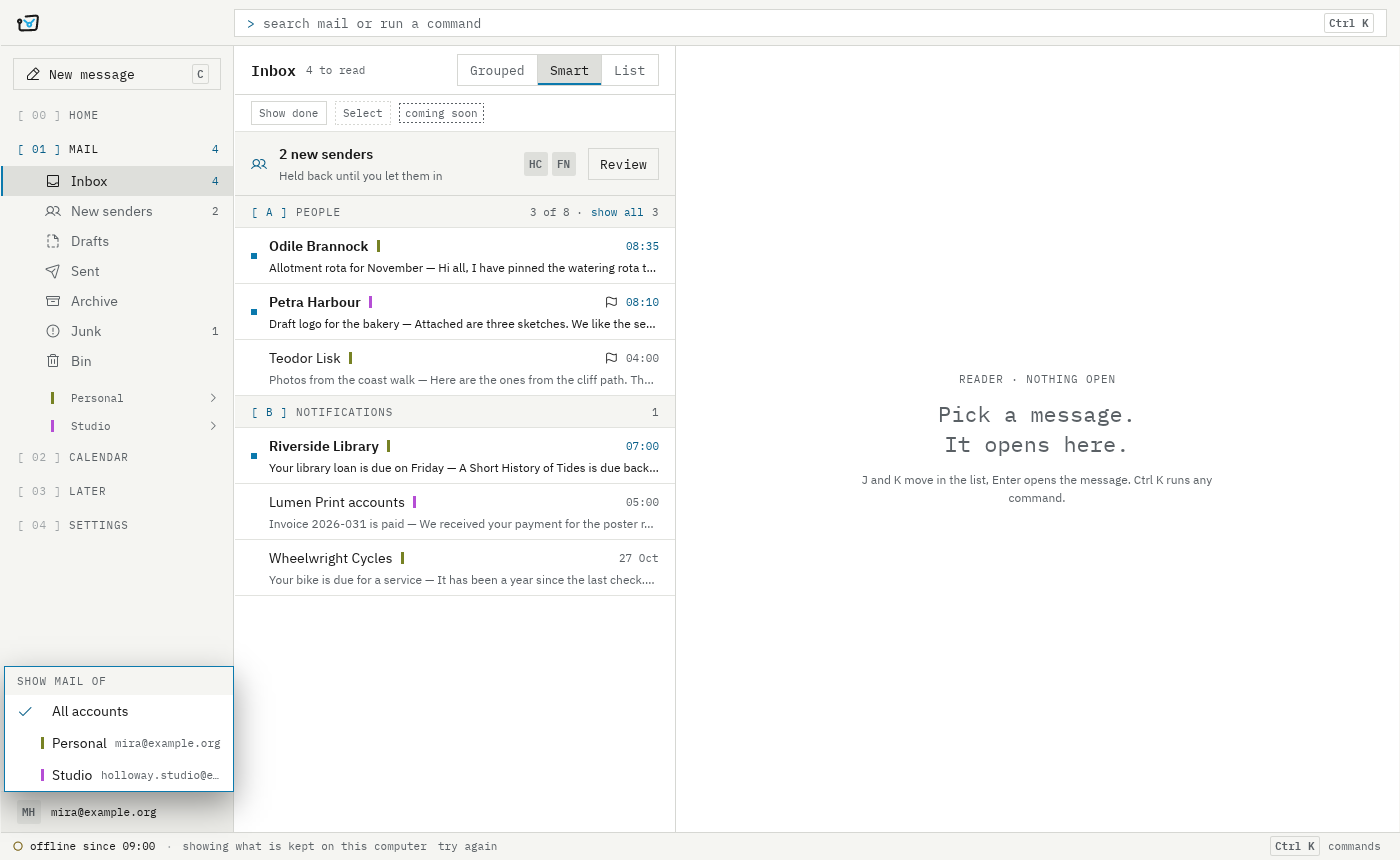 > search mail or run a command Ctrl K
New message C
[ 00 ] HOME
[ 01 ] MAIL 4
Inbox 4
New senders 2
Drafts
Sent
Archive
Junk 1
Bin
Personal
Studio
[ 02 ] CALENDAR
[ 03 ] LATER
[ 04 ] SETTINGS
SHOW MAIL OF
All accounts
Personal mira@example.org
Studio holloway.studio@e…
MH mira@example.org
Inbox 4 to read Grouped Smart List
Show done Select coming soon
2 new senders
Held back until you let them in
HC FN Review
[ A ] PEOPLE 3 of 8 · show all 3
Odile Brannock 08:35
Allotment rota for November — Hi all, I have pinned the watering rota t…
Petra Harbour 08:10
Draft logo for the bakery — Attached are three sketches. We like the se…
Teodor Lisk 04:00
Photos from the coast walk — Here are the ones from the cliff path. Th…
[ B ] NOTIFICATIONS 1
Riverside Library 07:00
Your library loan is due on Friday — A Short History of Tides is due back…
Lumen Print accounts 05:00
Invoice 2026-031 is paid — We received your payment for the poster r…
Wheelwright Cycles 27 Oct
Your bike is due for a service — It has been a year since the last check.…
READER · NOTHING OPEN
Pick a message.
It opens here.
J and K move in the list, Enter opens the message. Ctrl K runs any
command.
offline since 09:00 · showing what is kept on this computer try again Ctrl K commands